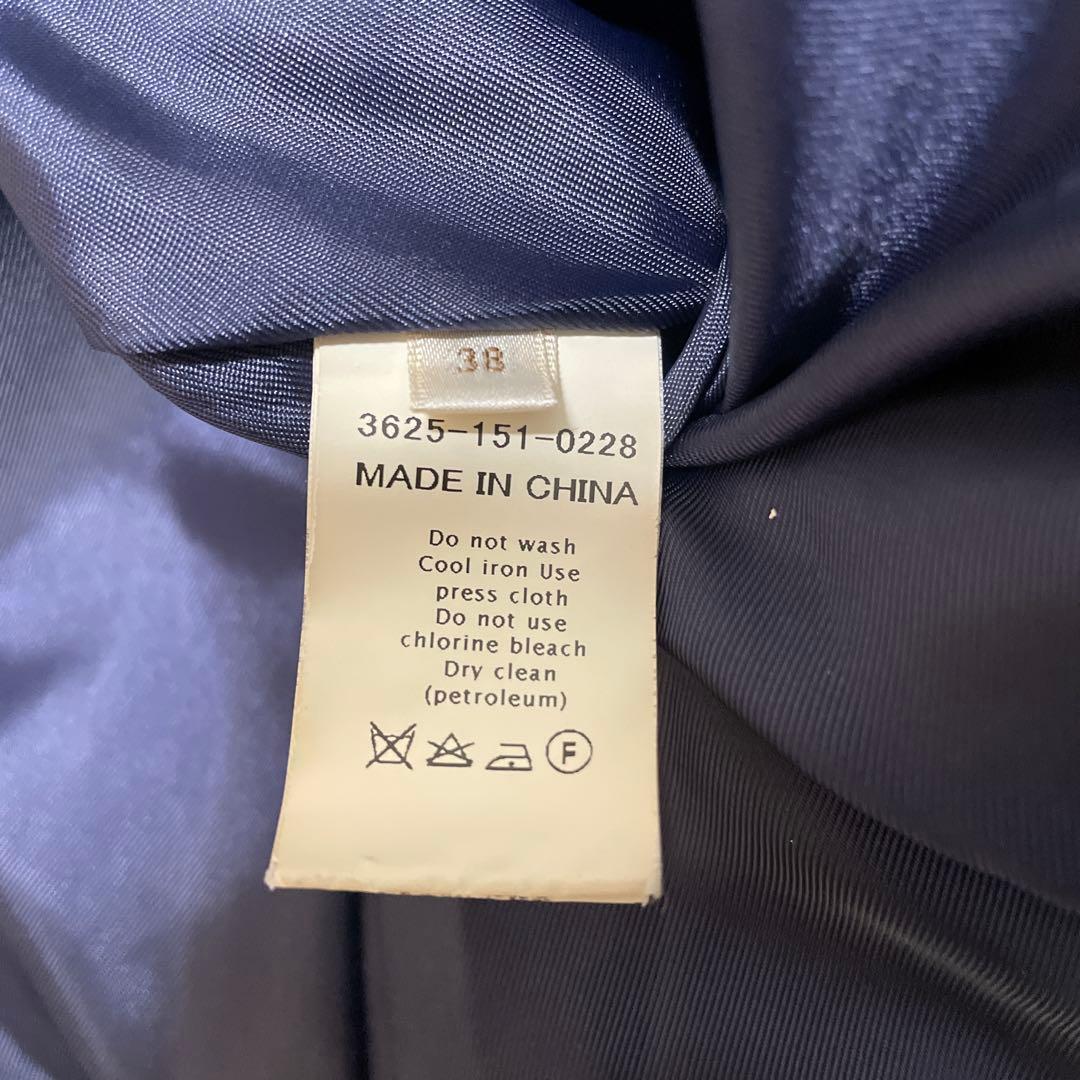 38
3625-151-0228
MADE IN CHINA
Do not wash
Cool iron Use
press cloth
Do not use
chlorine bleach
Dry clean
(petroleum)
F